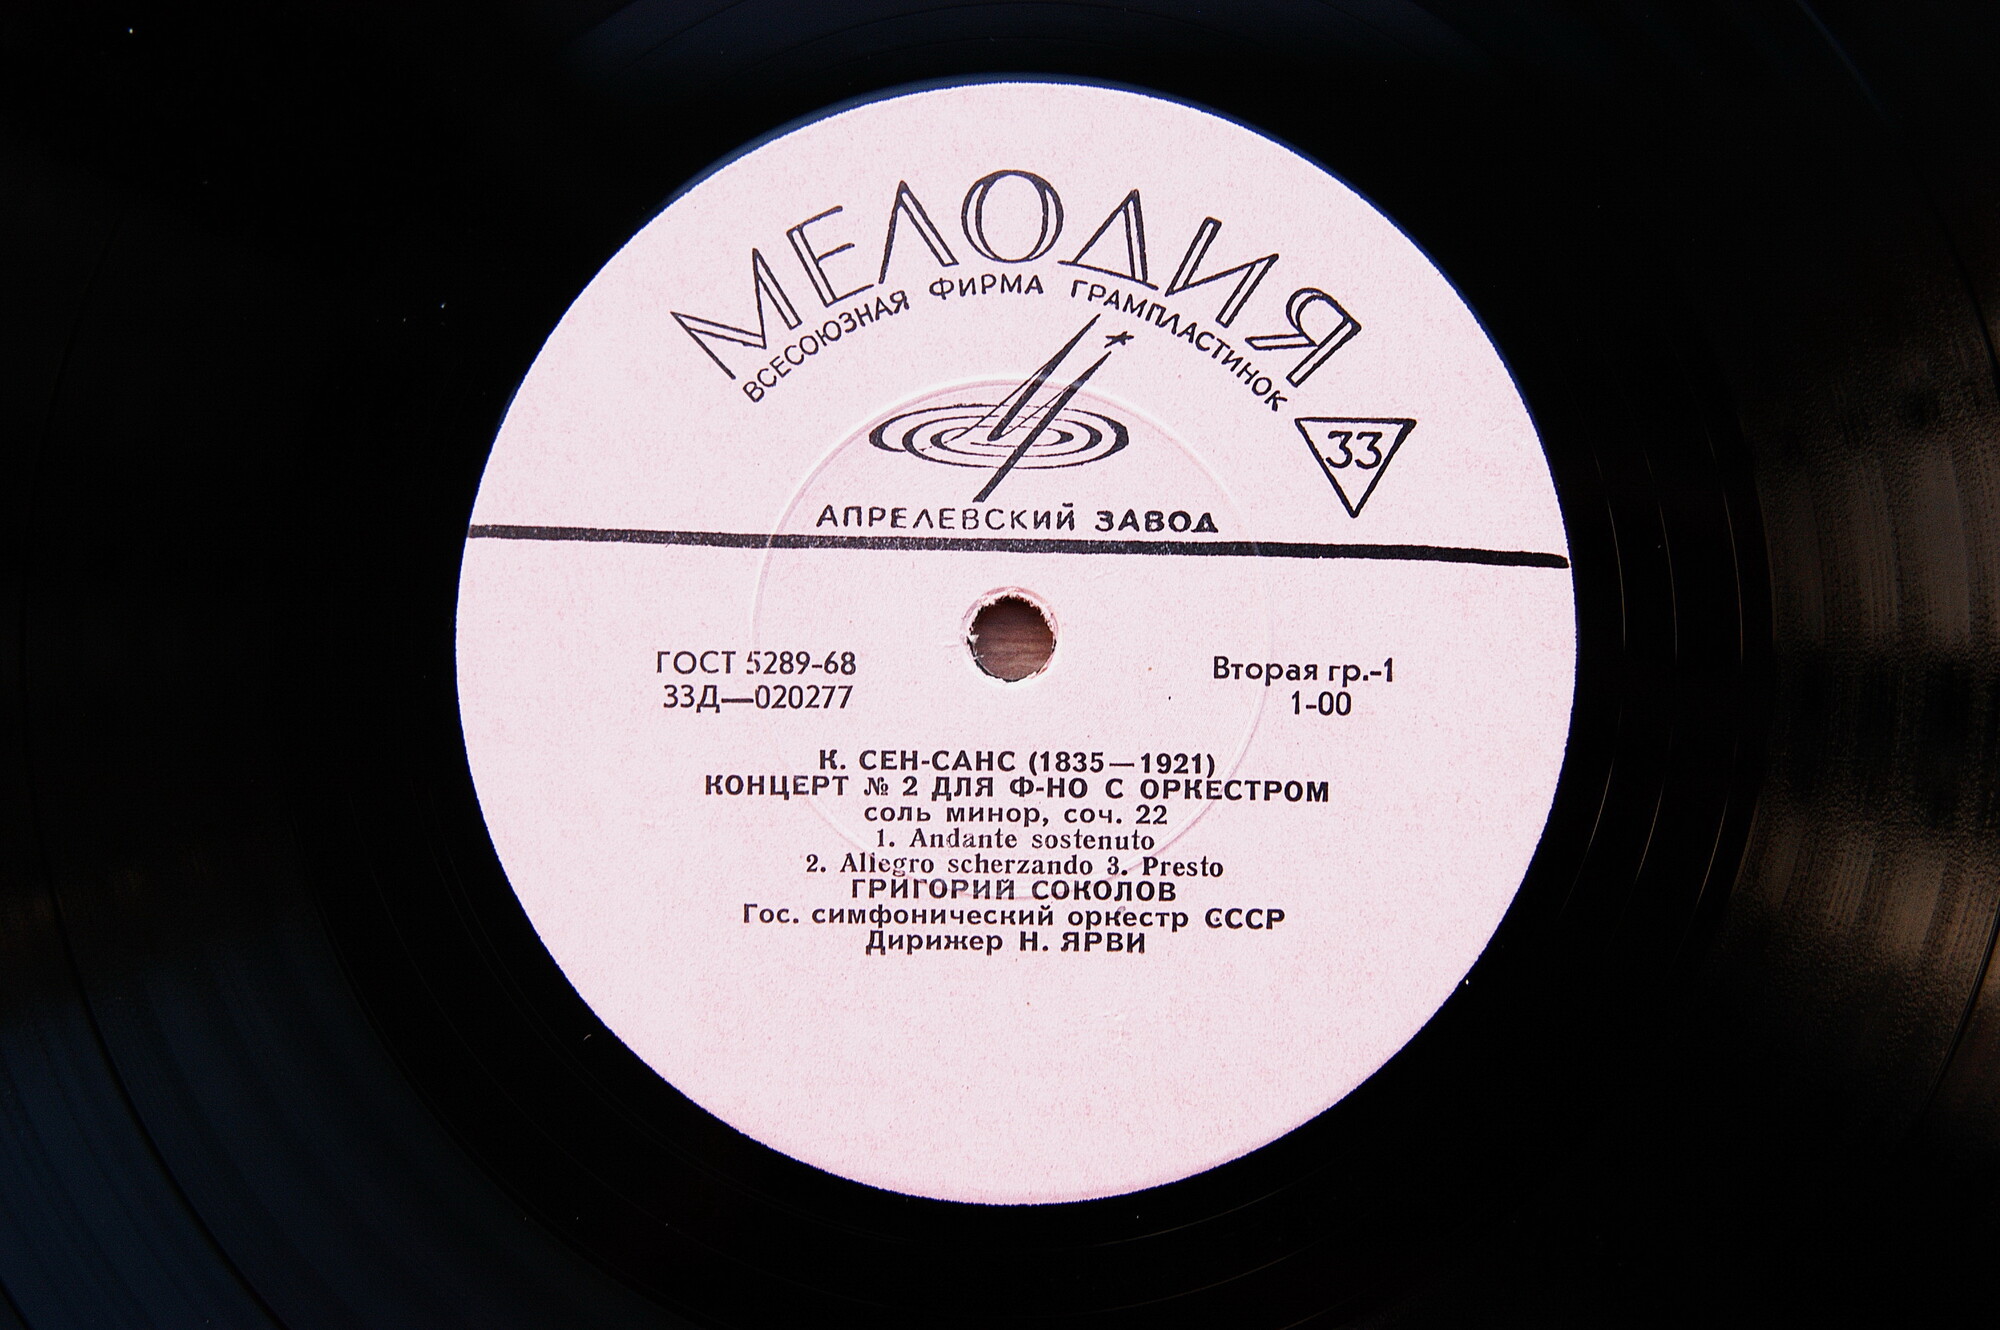 МЕЛОДИЯ
ВСЕСОЮЗНАЯ ФИРМА ГРАМПЛАСТИНОК
33
АПРЕЛЕВСКИЙ ЗАВОД
ГОСТ 5289-68
33Д—020277
Вторая гр.-1
1-00
К. СЕН-САНС (1835—1921)
КОНЦЕРТ № 2 ДЛЯ Ф-НО С ОРКЕСТРОМ
соль минор, соч. 22
1. Andante sostenuto
2. Allegro scherzando 3. Presto
ГРИГОРИЙ СОКОЛОВ
Гос. симфонический оркестр СССР
Дирижер Н. ЯРВИ